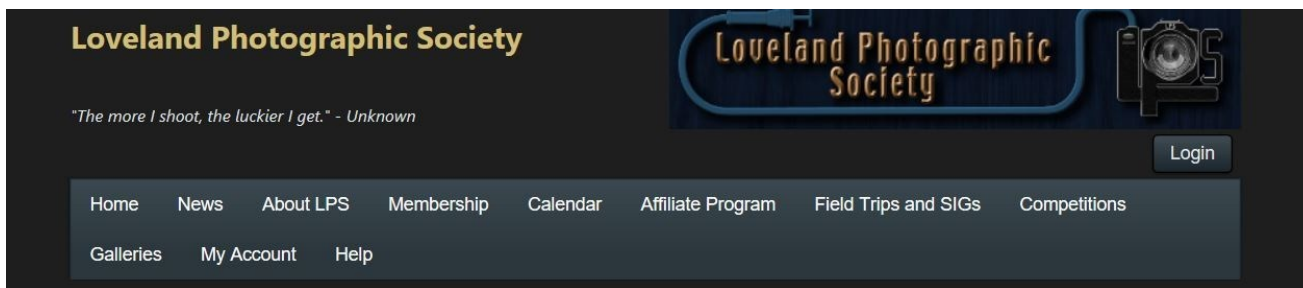 Loveland Photographic Society
"The more I shoot, the luckier I get." - Unknown
Loveland Photographic
Society
LPS
Login
Home News About LPS Membership Calendar Affiliate Program Field Trips and SIGs Competitions
Galleries My Account Help